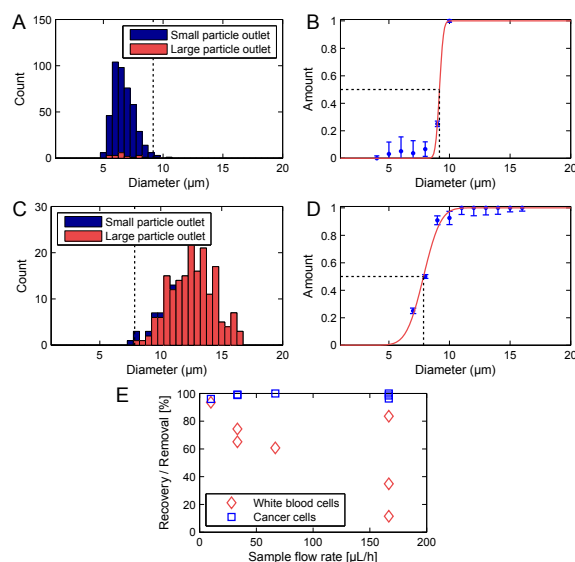 A
150
100
50
0
Count
Small particle outlet
Large particle outlet
5 10 15 20
Diameter (µm)
B
1
0.8
0.6
0.4
0.2
0
Amount
0 5 10 15 20
Diameter (µm)
C
30
20
10
0
Count
Small particle outlet
Large particle outlet
0 5 10 15 20
Diameter (µm)
D
1
0.8
0.6
0.4
0.2
0
Amount
0 5 10 15 20
Diameter (µm)
E
100
80
60
40
20
0
Recovery / Removal [%]
White blood cells
Cancer cells
0 50 100 150 200
Sample flow rate [µL/h]